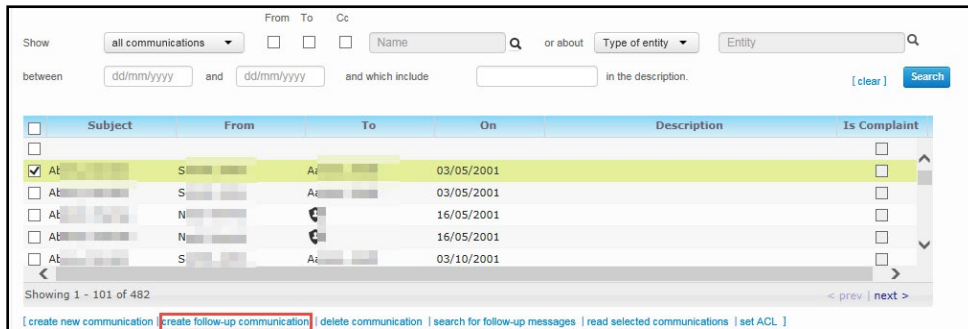 From To Cc
Show all communications Name or about Type of entity Entity
between dd/mm/yyyy and dd/mm/yyyy and which include in the description. [ clear ] Search
Subject From To On Description Is Complaint
03/05/2001
03/05/2001
16/05/2001
16/05/2001
03/10/2001
Showing 1 - 101 of 482 < prev | next >
[ create new communication | create follow-up communication | delete communication | search for follow-up messages | read selected communications | set ACL ]